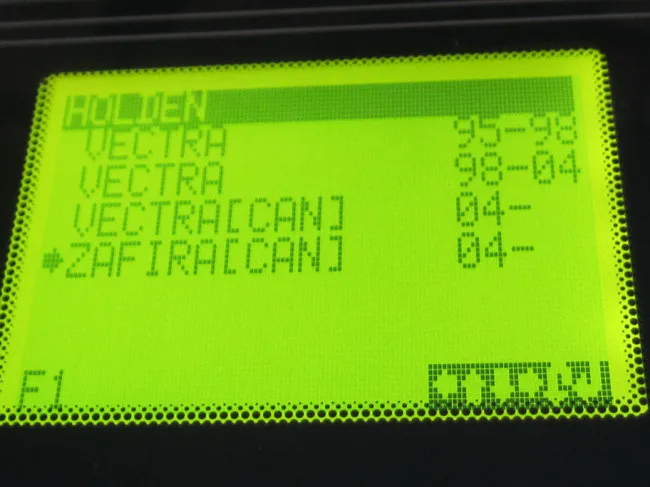 HOLDEN
VECTRA 95-98
VECTRA 98-04
VECTRA[CAN] 04-
ZAFIRA[CAN] 04-
F1